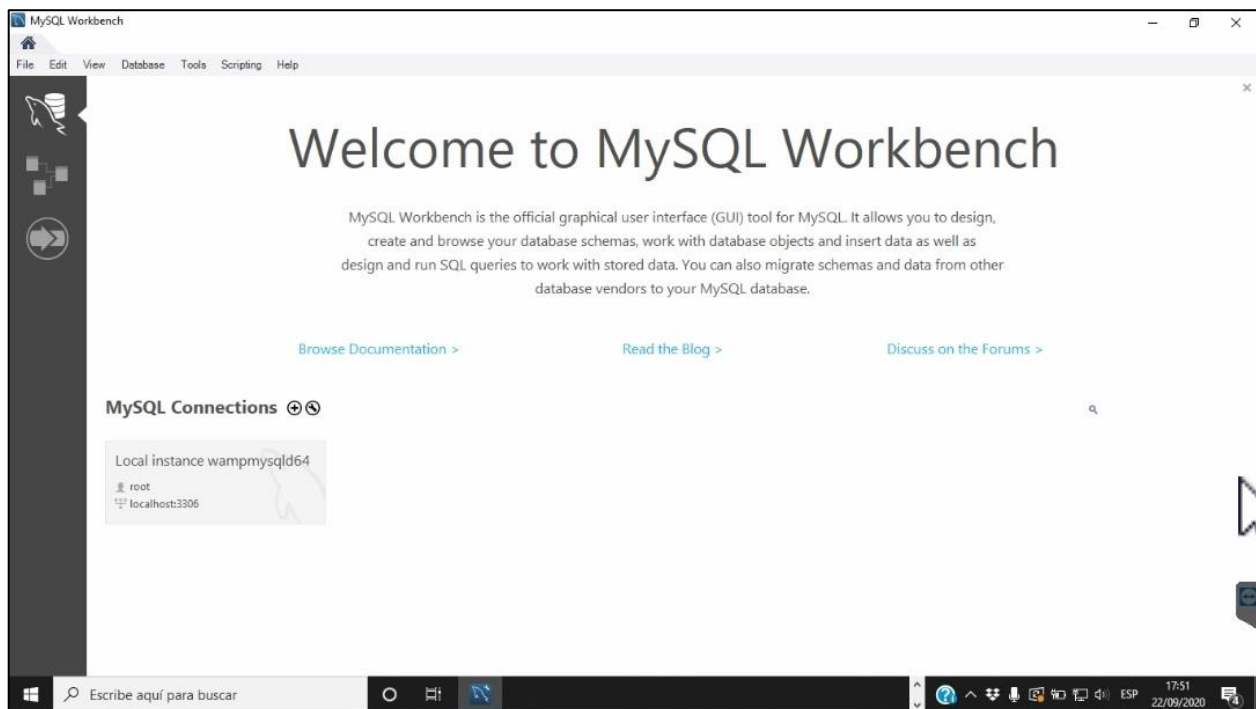 MySQL Workbench
File Edit View Database Tools Scripting Help
Welcome to MySQL Workbench
MySQL Workbench is the official graphical user interface (GUI) tool for MySQL. It allows you to design,
create and browse your database schemas, work with database objects and insert data as well as
design and run SQL queries to work with stored data. You can also migrate schemas and data from other
database vendors to your MySQL database.
Browse Documentation > Read the Blog > Discuss on the Forums >
MySQL Connections
Local instance wampmysqld64
root
localhost:3306
Escribe aquí para buscar
ESP
17:51
22/09/2020
4